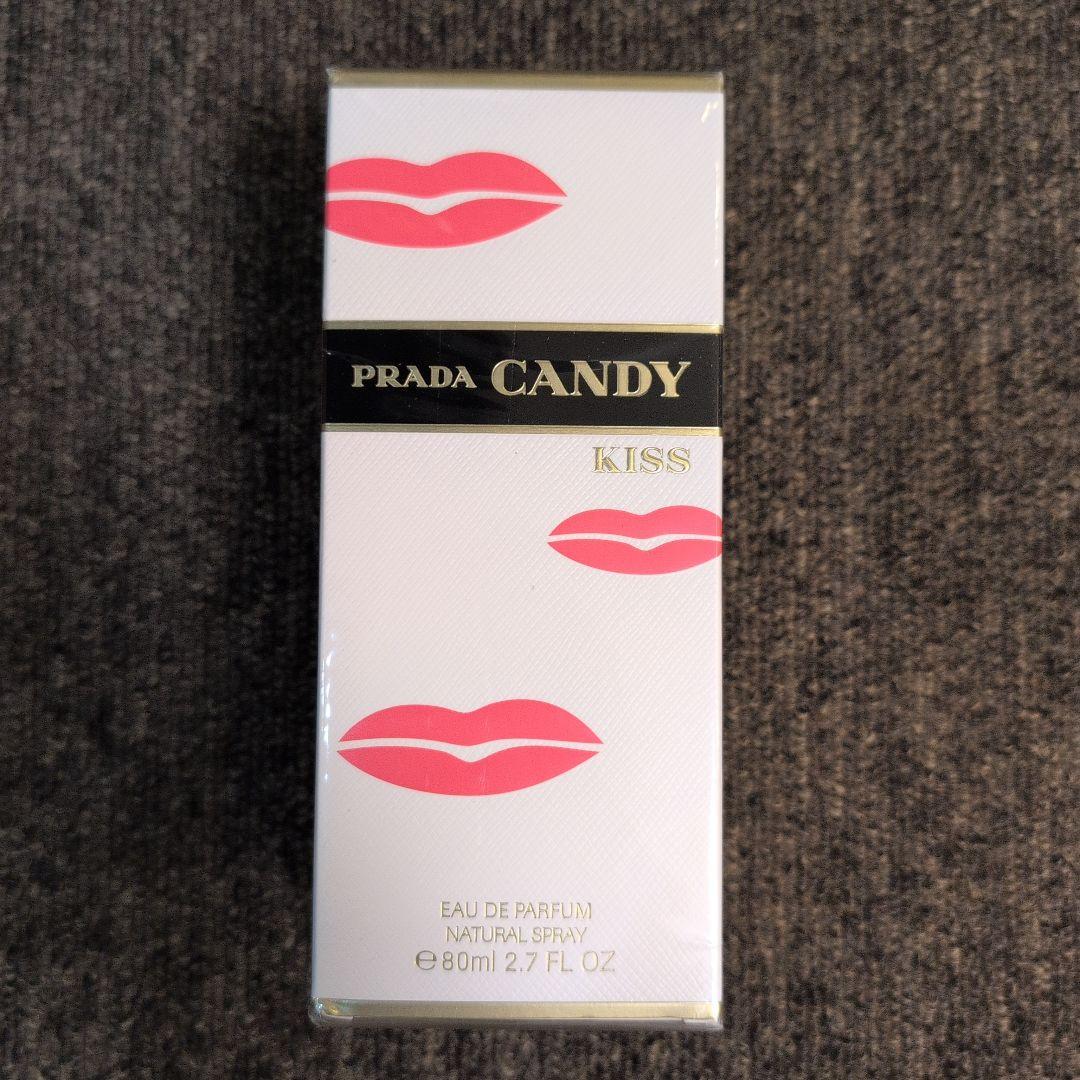 PRADA CANDY
KISS
EAU DE PARFUM
NATURAL SPRAY
℮80ml 2.7 FL OZ